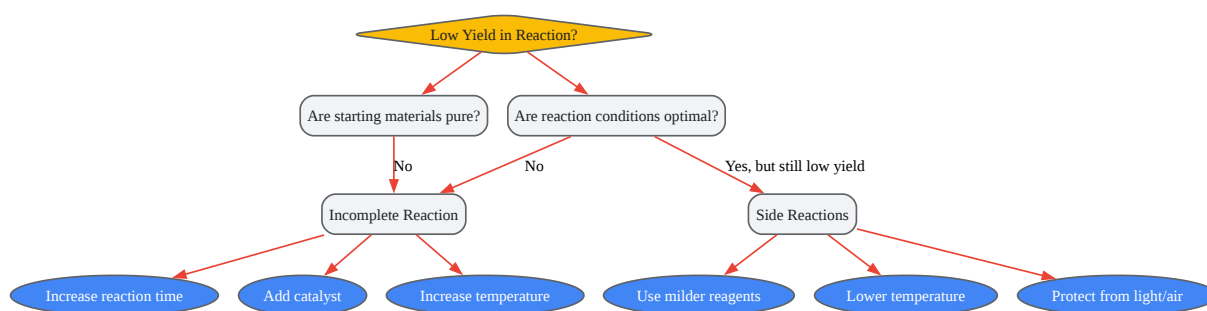 Low Yield in Reaction?
Are starting materials pure?
Are reaction conditions optimal?
No
No
Yes, but still low yield
Incomplete Reaction
Side Reactions
Increase reaction time
Add catalyst
Increase temperature
Use milder reagents
Lower temperature
Protect from light/air